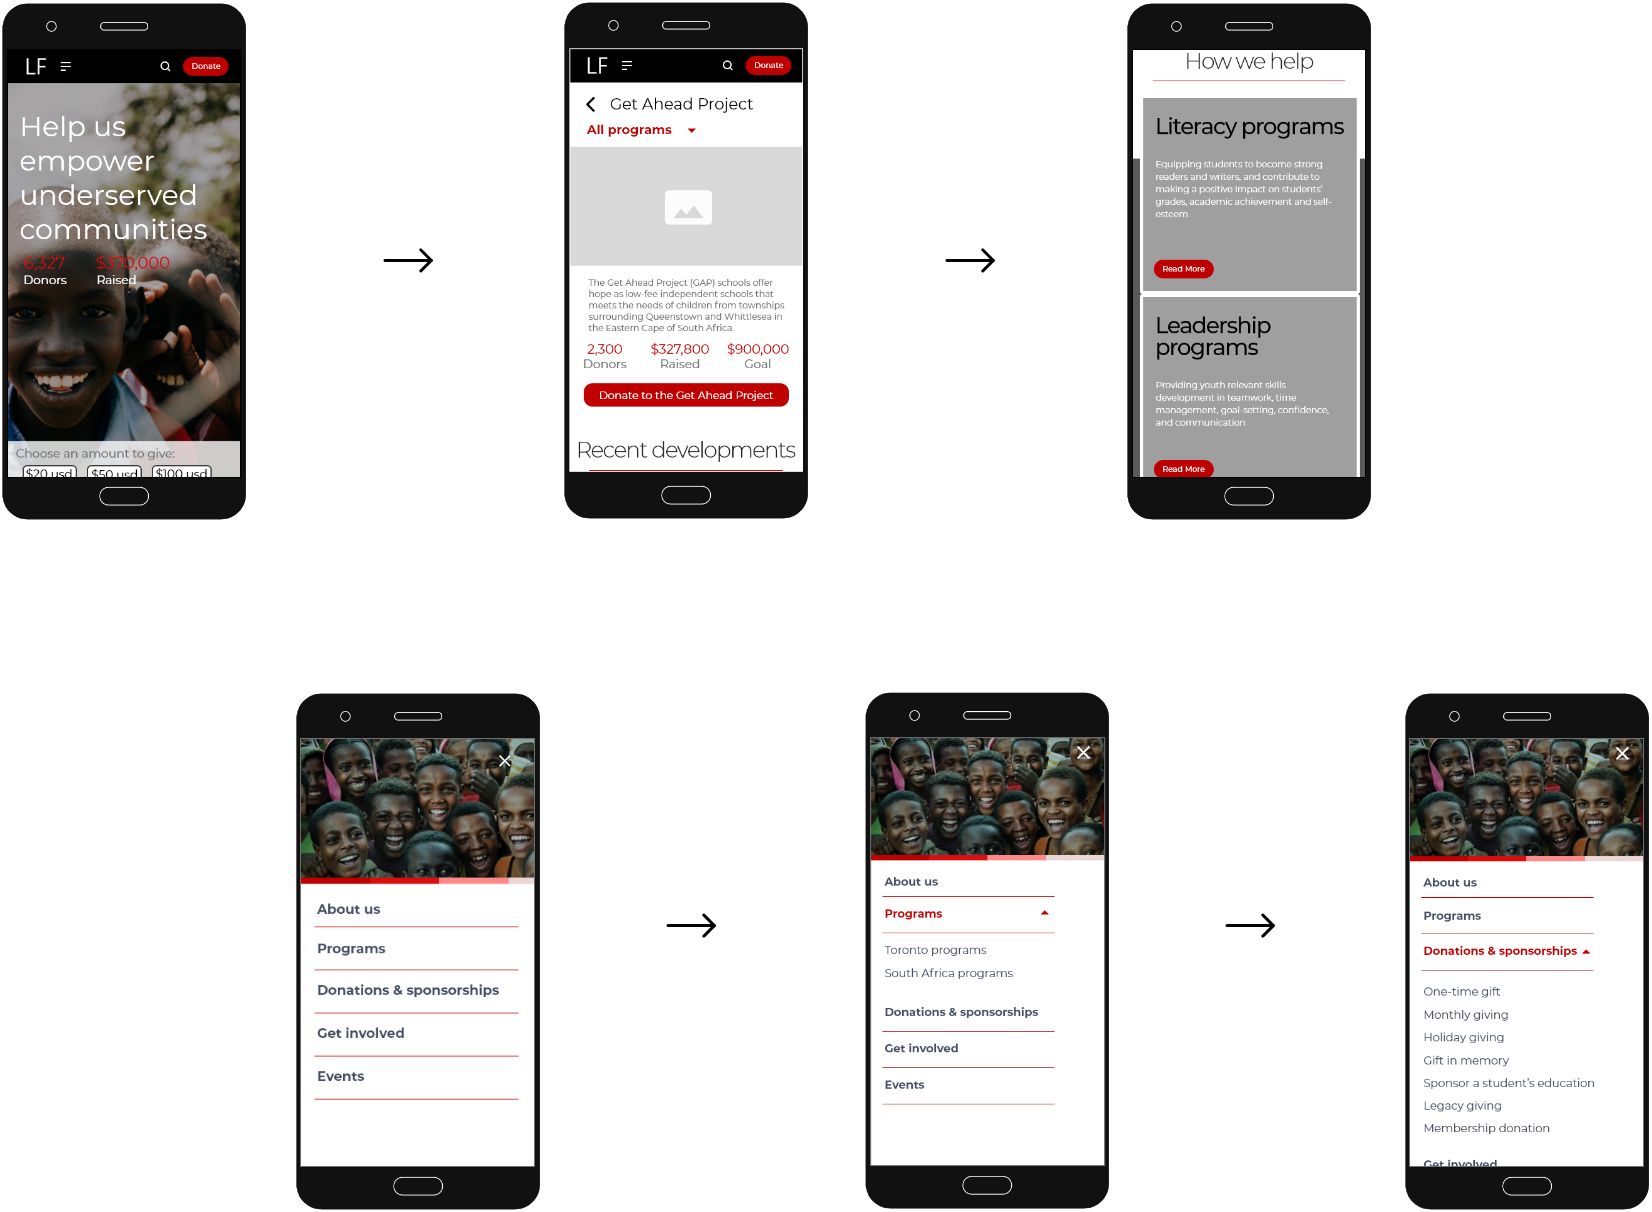 LF
Donate
Help us
empower
underserved
communities
6,327 $370,000
Donors Raised
Choose an amount to give:
$20 usd $50 usd $100 usd
LF
Donate
Get Ahead Project
All programs
The Get Ahead Project (GAP) schools offer
hope as low-fee independent schools that
meets the needs of children from townships
surrounding Queenstown and Whittlesea in
the Eastern Cape of South Africa.
2,300 $327,800 $900,000
Donors Raised Goal
Donate to the Get Ahead Project
Recent developments
How we help
Literacy programs
Equipping students to become strong
readers and writers, and contribute to
making a positive impact on students'
grades, academic achievement and self-
esteem
Read More
Leadership
programs
Providing youth relevant skills
development in teamwork, time
management, goal-setting, confidence,
and communication
Read More
About us
Programs
Donations & sponsorships
Get involved
Events
About us
Programs
Toronto programs
South Africa programs
Donations & sponsorships
Get involved
Events
About us
Programs
Donations & sponsorships
One-time gift
Monthly giving
Holiday giving
Gift in memory
Sponsor a student's education
Legacy giving
Membership donation
Get involved